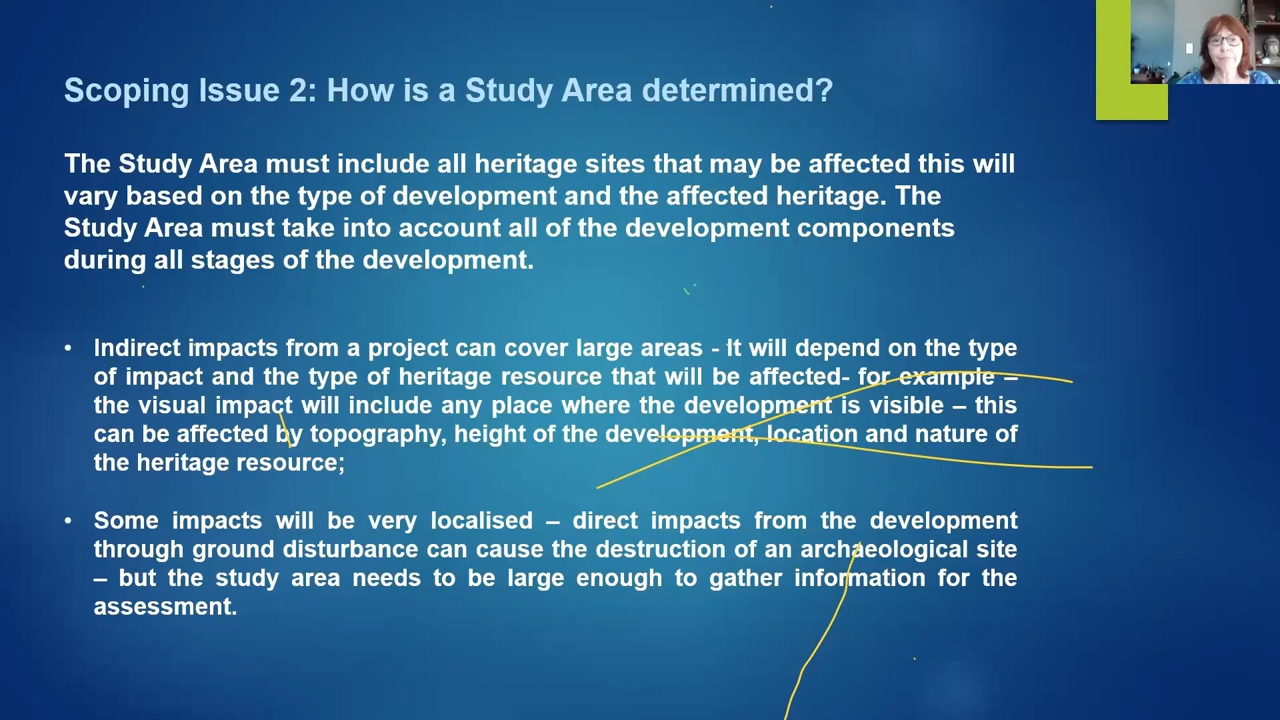 Scoping Issue 2: How is a Study Area determined?
The Study Area must include all heritage sites that may be affected this will
vary based on the type of development and the affected heritage. The
Study Area must take into account all of the development components
during all stages of the development.
• Indirect impacts from a project can cover large areas - It will depend on the type
of impact and the type of heritage resource that will be affected- for example –
the visual impact will include any place where the development is visible – this
can be affected by topography, height of the development, location and nature of
the heritage resource;
• Some impacts will be very localised – direct impacts from the development
through ground disturbance can cause the destruction of an archaeological site
– but the study area needs to be large enough to gather information for the
assessment.